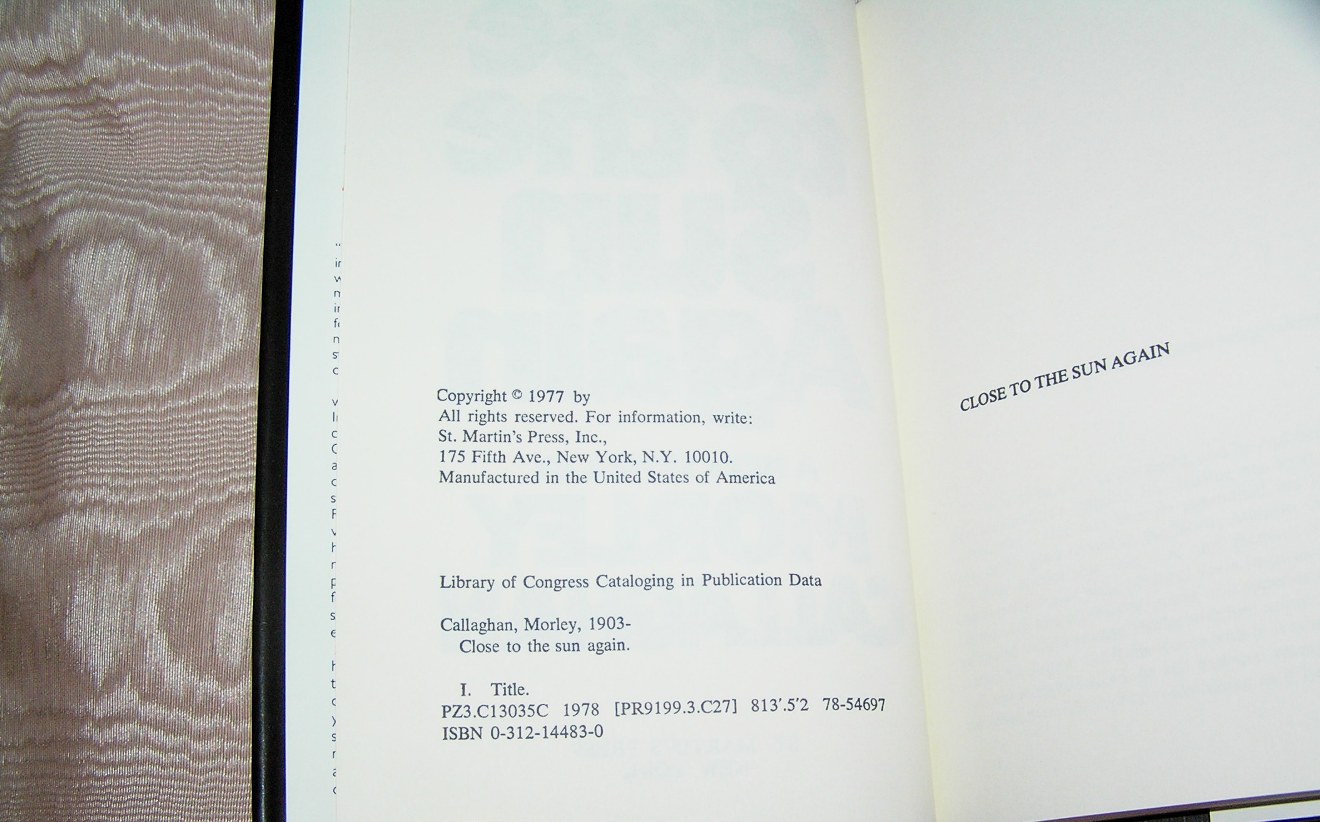 Copyright © 1977 by
All rights reserved. For information, write:
St. Martin's Press, Inc.,
175 Fifth Ave., New York, N.Y. 10010.
Manufactured in the United States of America
Library of Congress Cataloging in Publication Data
Callaghan, Morley, 1903-
Close to the sun again.
I. Title.
PZ3.C13035C 1978 [PR9199.3.C27] 813'.5'2 78-54697
ISBN 0-312-14483-0
CLOSE TO THE SUN AGAIN